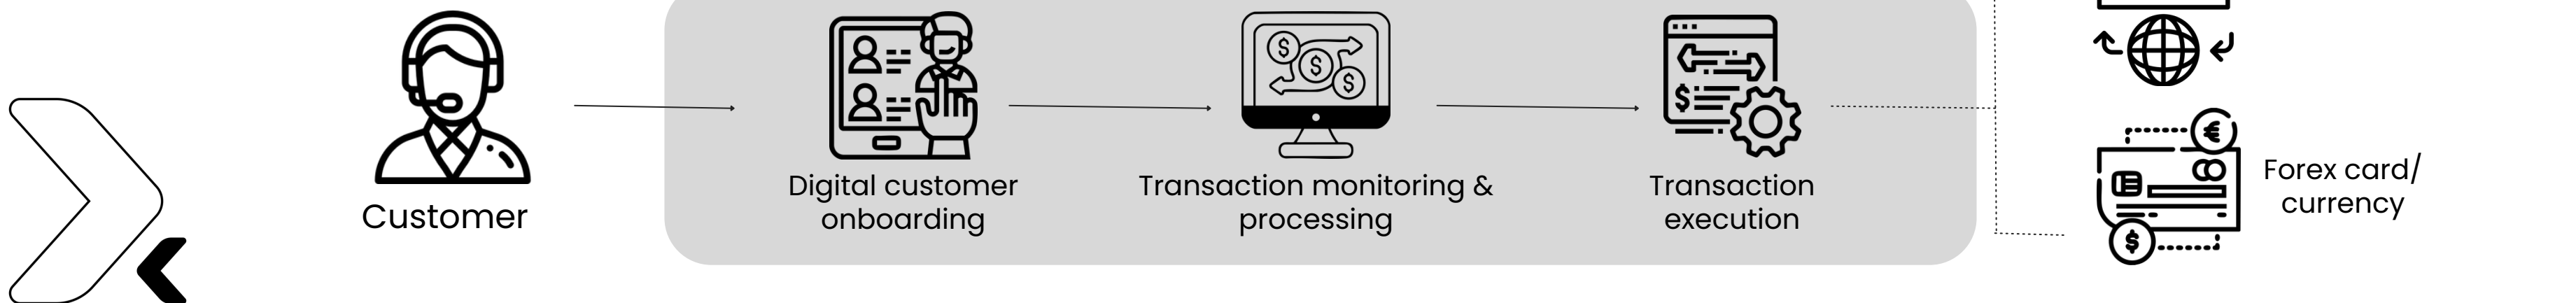 Customer
Digital customer
onboarding
Transaction monitoring &
processing
Transaction
execution
Forex card/
currency